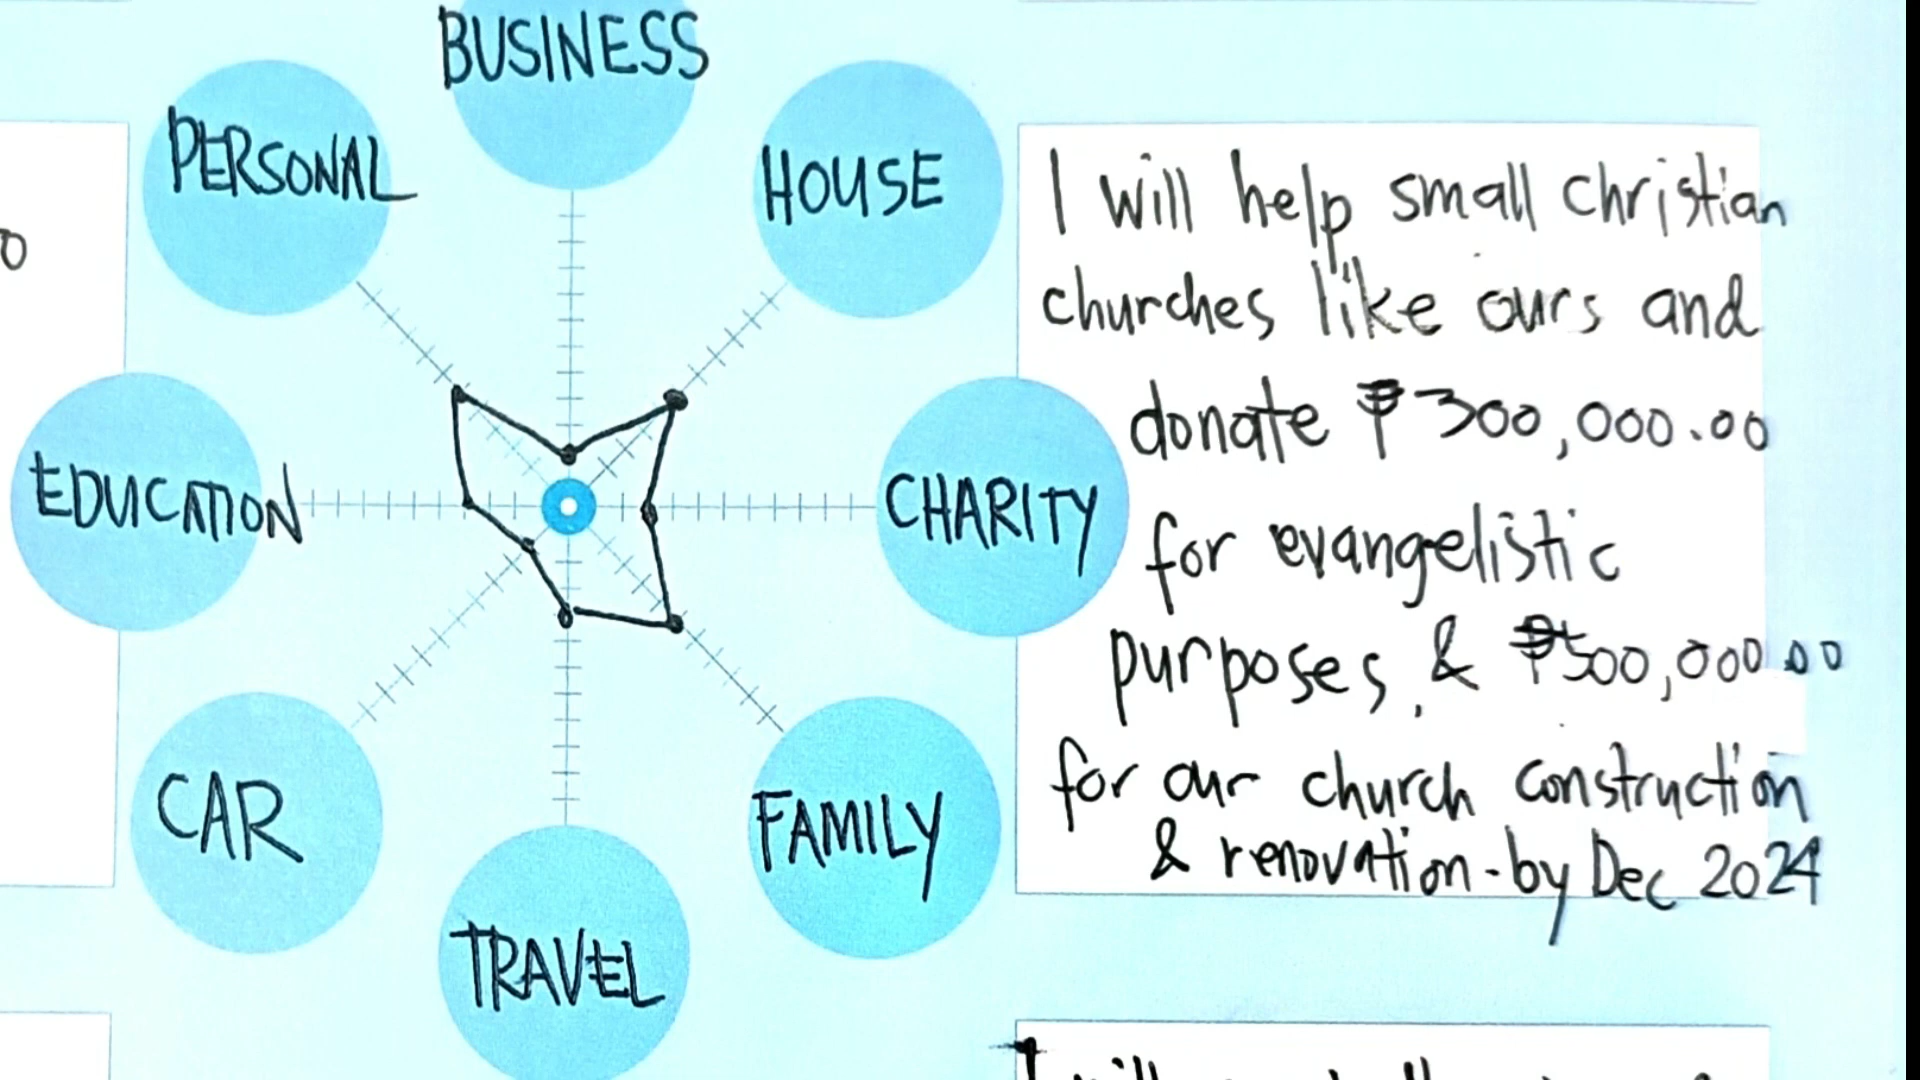 BUSINESS
PERSONAL
HOUSE
EDUCATION
CHARITY
CAR
FAMILY
TRAVEL
I will help small Christian
churches like ours and
donate ₱300,000.00
for evangelistic
purposes, & ₱500,000.00
for our church construction
& renovation - by Dec 2024